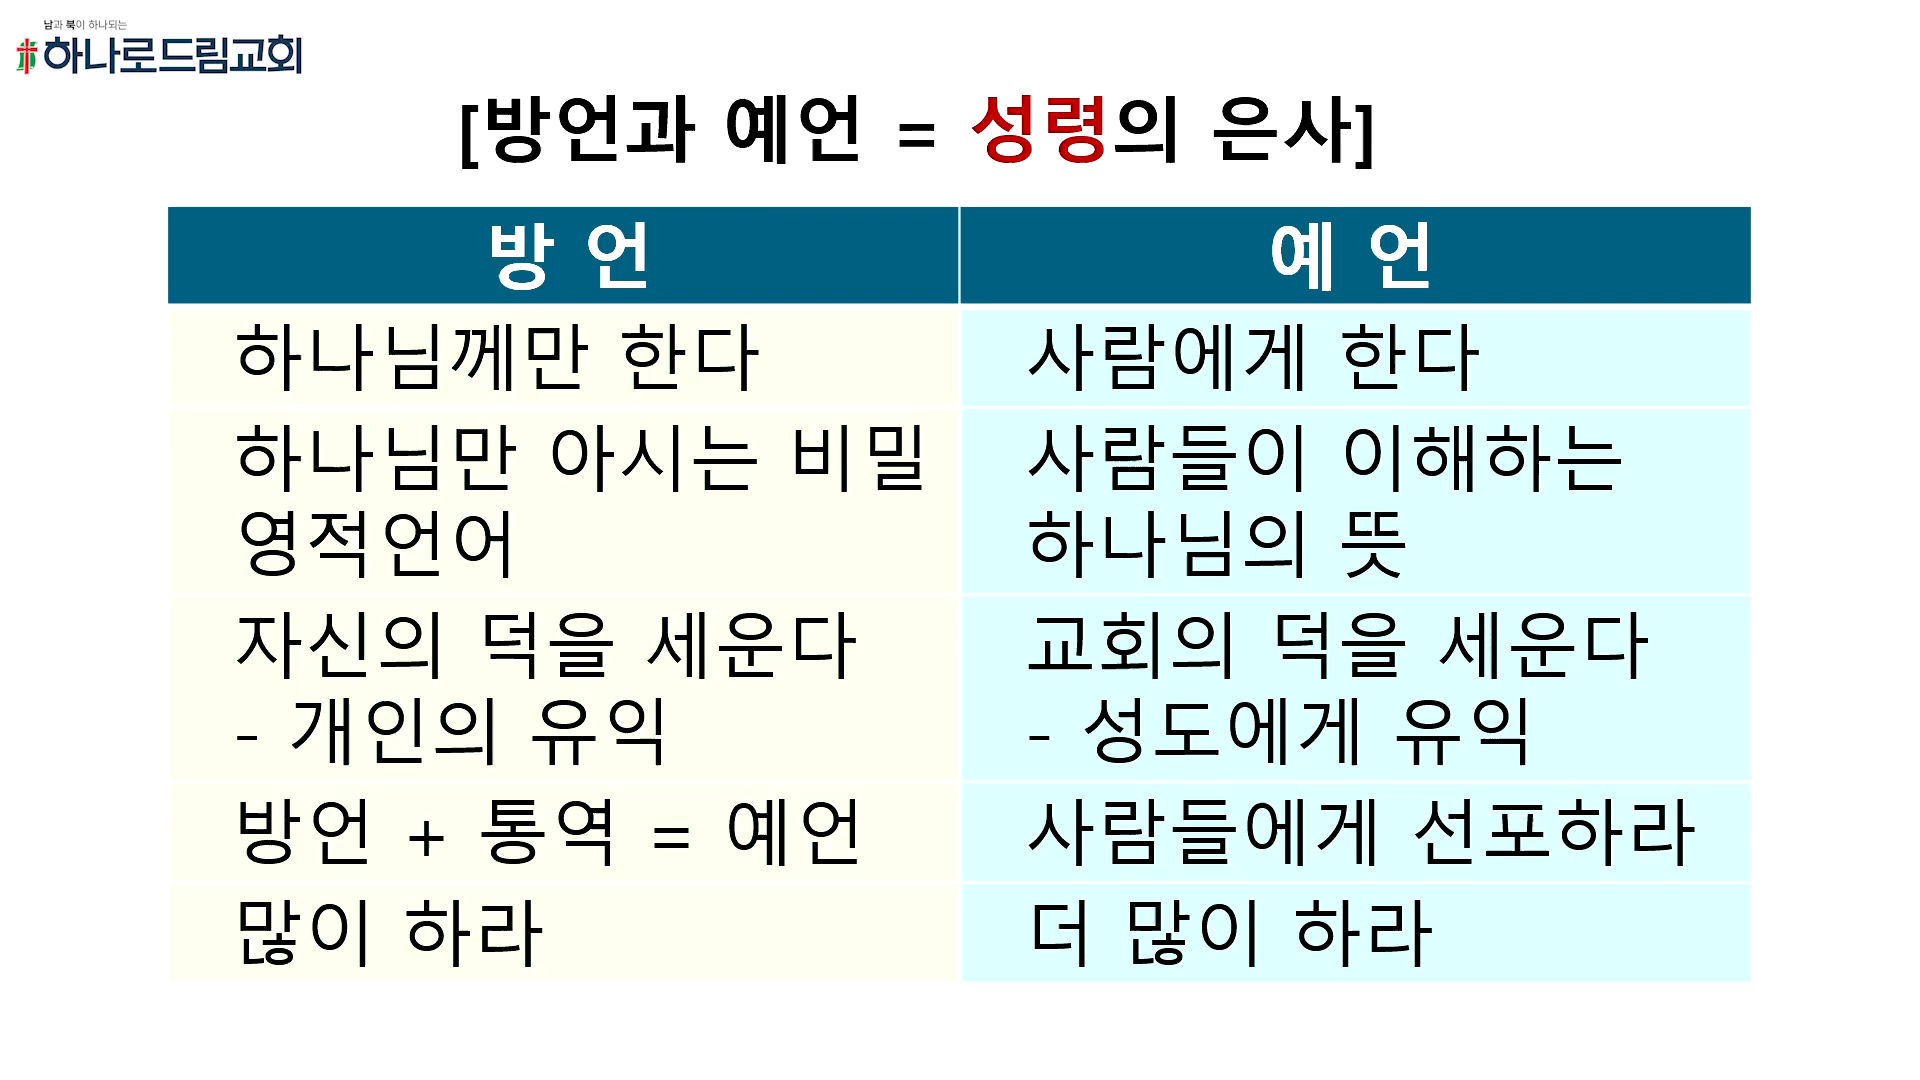 남과 북이 하나되는
하나로드림교회
[방언과 예언 = 성령의 은사]
방 언
예 언
하나님께만 한다
사람에게 한다
하나님만 아시는 비밀
영적언어
사람들이 이해하는
하나님의 뜻
자신의 덕을 세운다
- 개인의 유익
교회의 덕을 세운다
- 성도에게 유익
방언 + 통역 = 예언
사람들에게 선포하라
많이 하라
더 많이 하라